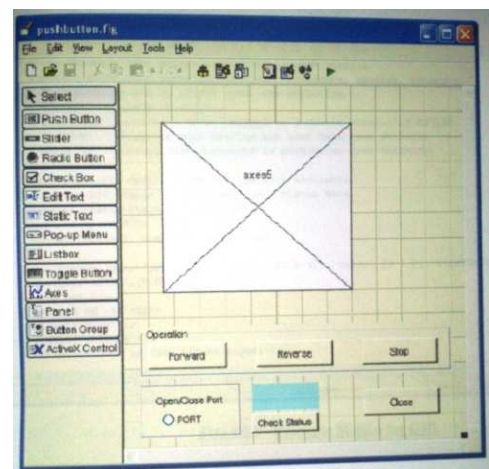 pushbutton.fig
File Edit View Layout Tools Help
Select
OK Push Button
Slider
Radio Button
Check Box
Edit Text
TXT Static Text
Pop-up Menu
Listbox
Toggle Button
Axes
Panel
Button Group
ActiveX Control
axes5
Operation
Forward Reverse Stop
Open/Close Port
PORT
Check Status
Close